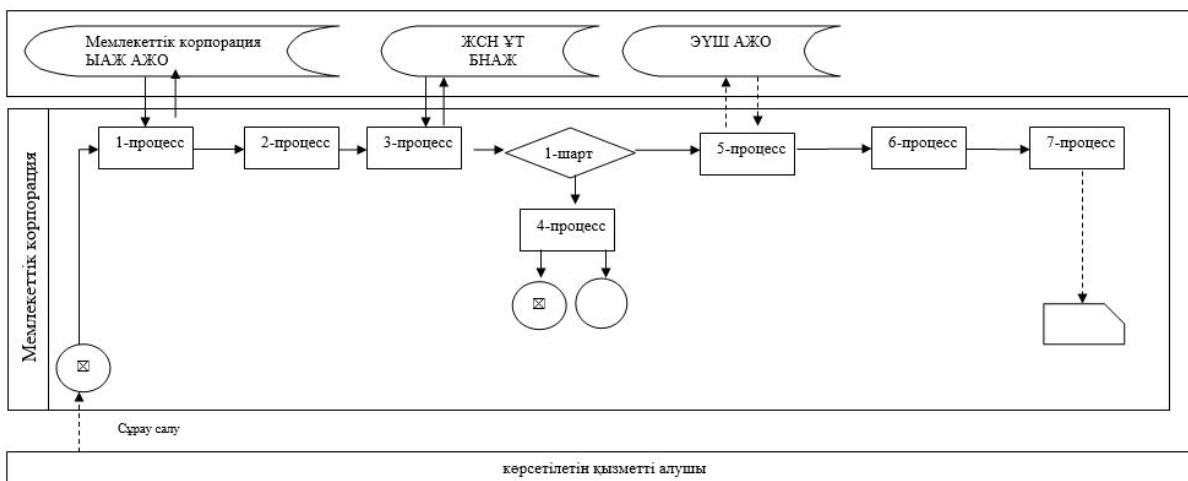 Мемлекеттік корпорация
ЫАЖ АЖО
ЖСН ҰТ
БНАЖ
ЭҮШ АЖО
Мемлекеттік корпорация
1-процесс
2-процесс
3-процесс
1-шарт
5-процесс
6-процесс
7-процесс
4-процесс
Сұрау салу
көрсетілетін қызметті алушы